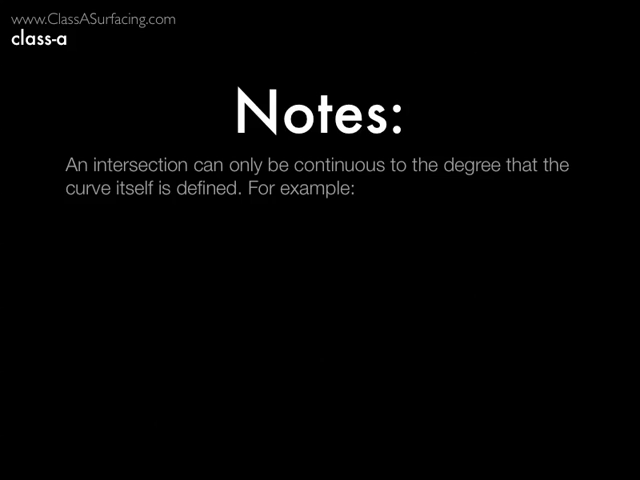 www.ClassASurfacing.com
class-a
Notes:
An intersection can only be continuous to the degree that the
curve itself is defined. For example: